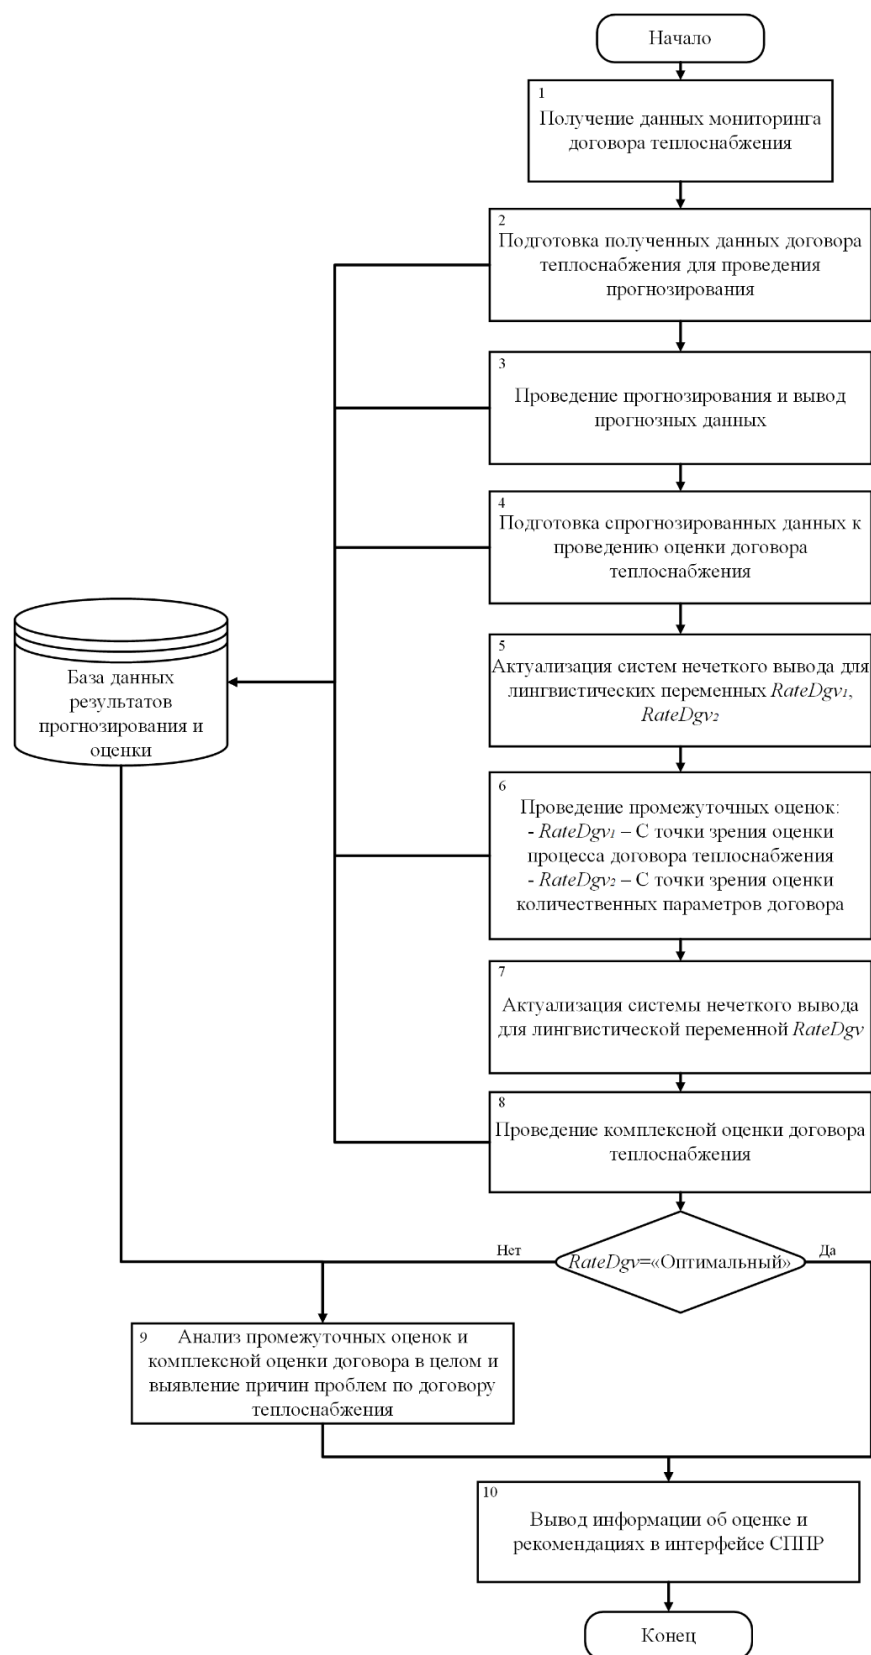 Начало
1
Получение данных мониторинга
договора теплоснабжения
2
Подготовка полученных данных договора
теплоснабжения для проведения
прогнозирования
3
Проведение прогнозирования и вывод
прогнозных данных
4
Подготовка спрогнозированных данных к
проведению оценки договора
теплоснабжения
База данных
результатов
прогнозирования и
оценки
5
Актуализация систем нечеткого вывода для
лингвистических переменных RateDgv₁,
RateDgv₂
6
Проведение промежуточных оценок:
- RateDgv₁ – С точки зрения оценки
процесса договора теплоснабжения
- RateDgv₂ – С точки зрения оценки
количественных параметров договора
7
Актуализация системы нечеткого вывода
для лингвистической переменной RateDgv
8
Проведение комплексной оценки договора
теплоснабжения
Нет
RateDgv=«Оптимальный»
Да
9
Анализ промежуточных оценок и
комплексной оценки договора в целом и
выявление причин проблем по договору
теплоснабжения
10
Вывод информации об оценке и
рекомендациях в интерфейсе СППР
Конец